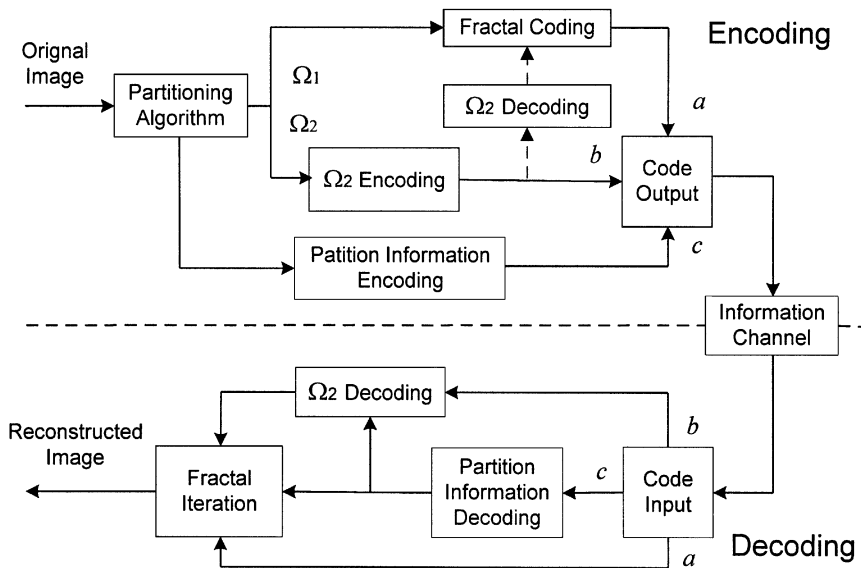 Orignal
Image
Partitioning
Algorithm
Ω1
Ω2
Fractal Coding
Ω2 Decoding
Ω2 Encoding
Patition Information
Encoding
a
b
c
Code
Output
Encoding
Information
Channel
Ω2 Decoding
Reconstructed
Image
Fractal
Iteration
Partition
Information
Decoding
b
c
a
Code
Input
Decoding